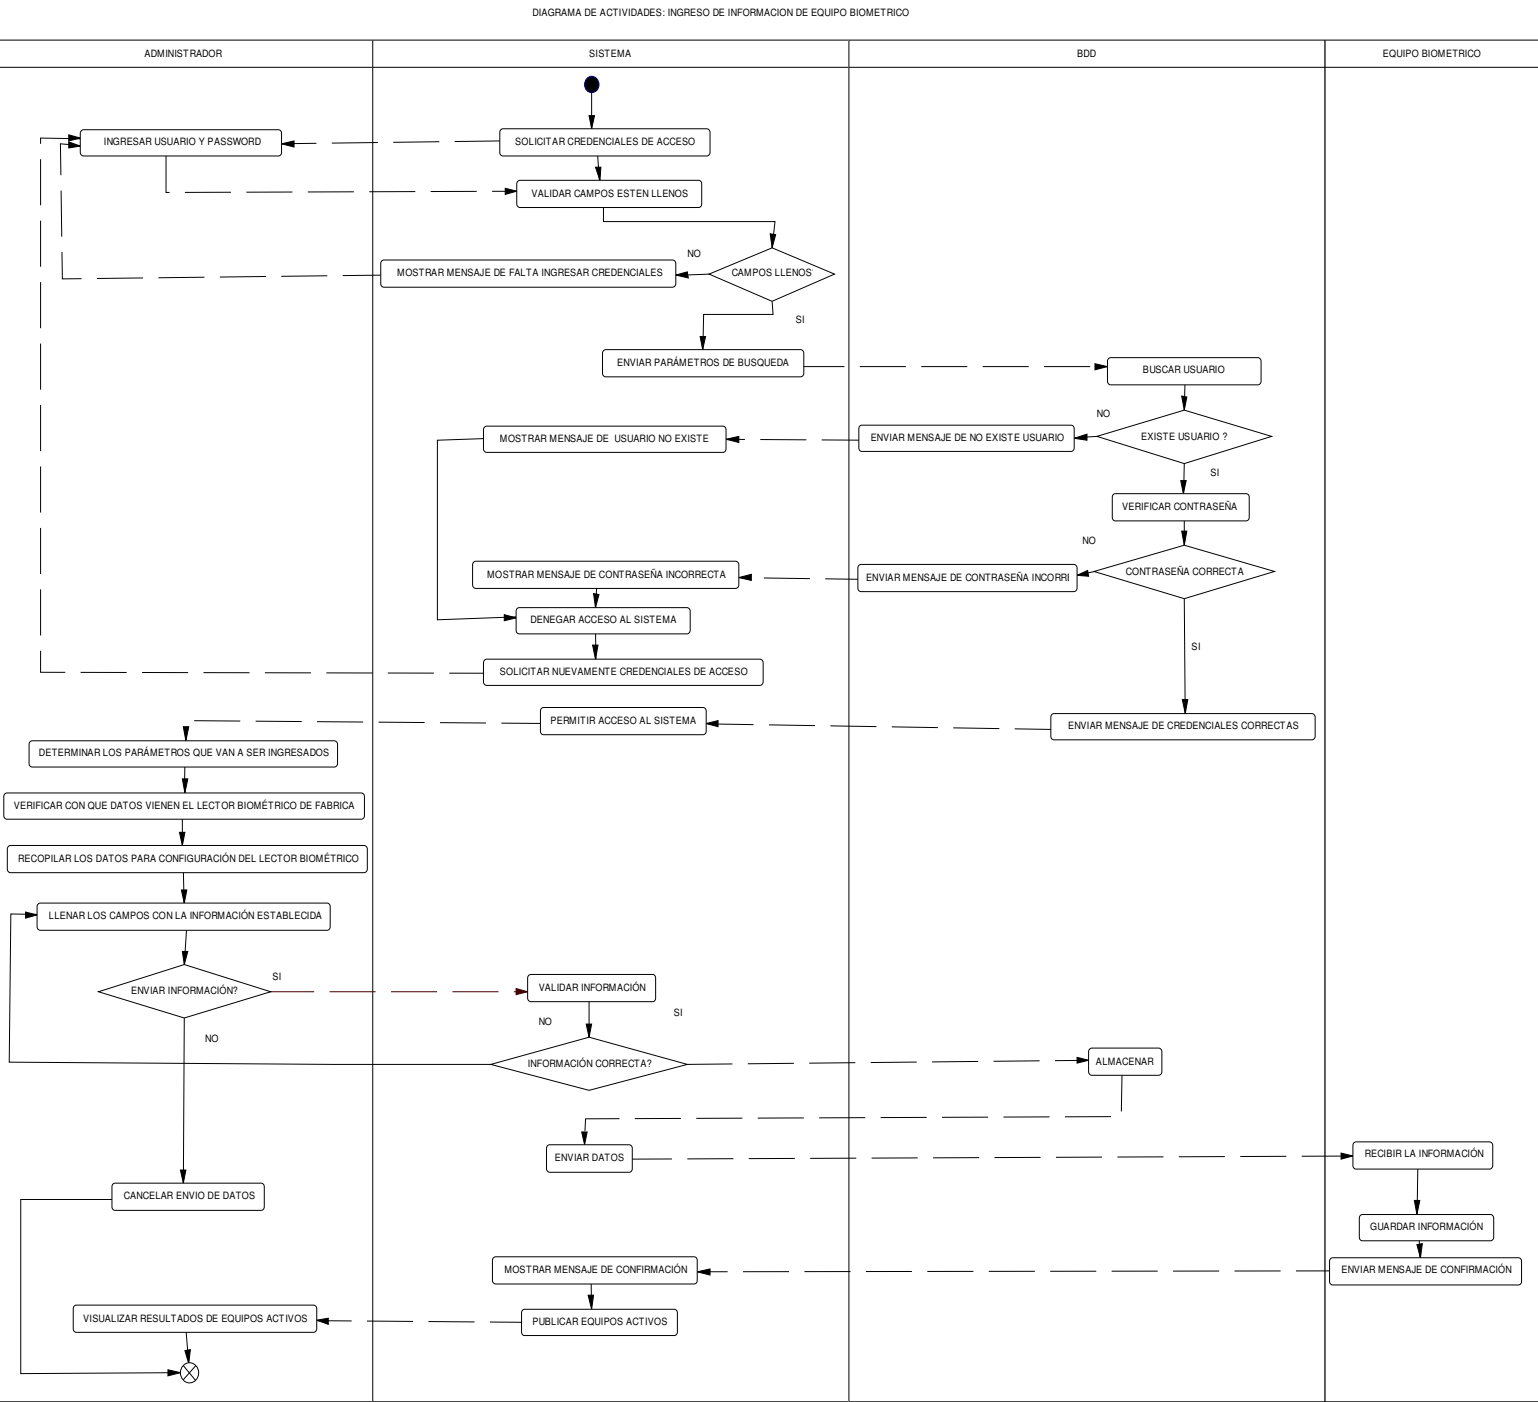 DIAGRAMA DE ACTIVIDADES: INGRESO DE INFORMACION DE EQUIPO BIOMETRICO
ADMINISTRADOR
SISTEMA
BDD
EQUIPO BIOMETRICO
INGRESAR USUARIO Y PASSWORD
SOLICITAR CREDENCIALES DE ACCESO
VALIDAR CAMPOS ESTEN LLENOS
NO
MOSTRAR MENSAJE DE FALTA INGRESAR CREDENCIALES
CAMPOS LLENOS
SI
ENVIAR PARÁMETROS DE BUSQUEDA
BUSCAR USUARIO
NO
MOSTRAR MENSAJE DE USUARIO NO EXISTE
ENVIAR MENSAJE DE NO EXISTE USUARIO
EXISTE USUARIO ?
SI
VERIFICAR CONTRASEÑA
NO
MOSTRAR MENSAJE DE CONTRASEÑA INCORRECTA
ENVIAR MENSAJE DE CONTRASEÑA INCORRI
CONTRASEÑA CORRECTA
DENEGAR ACCESO AL SISTEMA
SI
SOLICITAR NUEVAMENTE CREDENCIALES DE ACCESO
PERMITIR ACCESO AL SISTEMA
ENVIAR MENSAJE DE CREDENCIALES CORRECTAS
DETERMINAR LOS PARÁMETROS QUE VAN A SER INGRESADOS
VERIFICAR CON QUE DATOS VIENEN EL LECTOR BIOMÉTRICO DE FABRICA
RECOPILAR LOS DATOS PARA CONFIGURACIÓN DEL LECTOR BIOMÉTRICO
LLENAR LOS CAMPOS CON LA INFORMACIÓN ESTABLECIDA
SI
ENVIAR INFORMACIÓN?
VALIDAR INFORMACIÓN
SI
NO
NO
INFORMACIÓN CORRECTA?
ALMACENAR
ENVIAR DATOS
RECIBIR LA INFORMACIÓN
CANCELAR ENVIO DE DATOS
GUARDAR INFORMACIÓN
MOSTRAR MENSAJE DE CONFIRMACIÓN
ENVIAR MENSAJE DE CONFIRMACIÓN
VISUALIZAR RESULTADOS DE EQUIPOS ACTIVOS
PUBLICAR EQUIPOS ACTIVOS